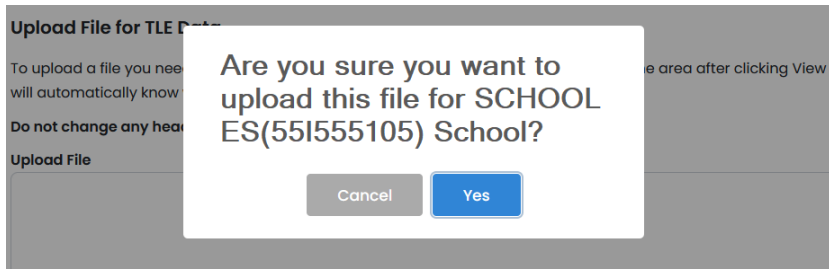 Upload File for TLE Data
To upload a file you nee
e area after clicking View
will automatically know
Do not change any head
Upload File
Are you sure you want to
upload this file for SCHOOL
ES(55I555105) School?
Cancel
Yes